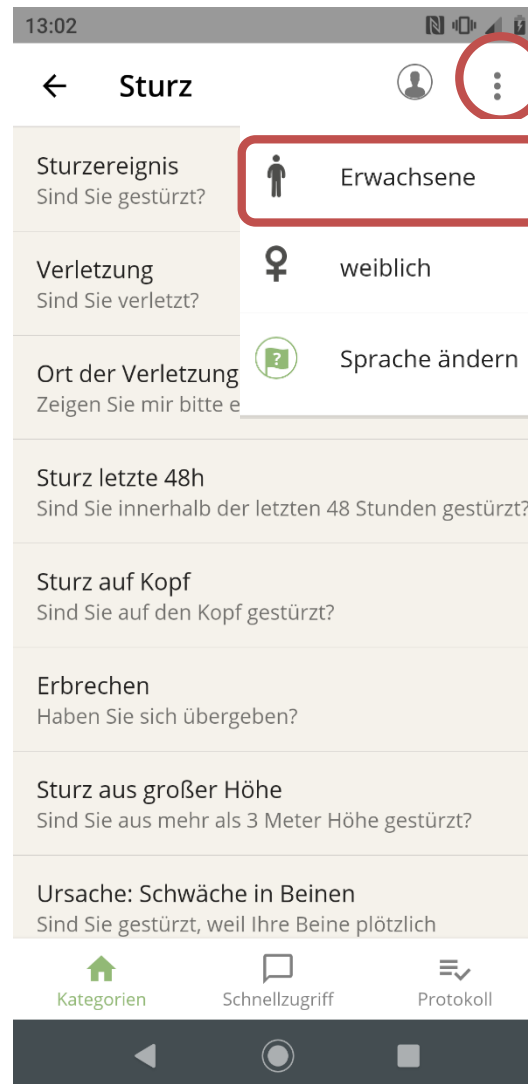 13:02
Sturz
Erwachsene
weiblich
Sprache ändern
Sturzereignis
Sind Sie gestürzt?
Verletzung
Sind Sie verletzt?
Ort der Verletzung
Zeigen Sie mir bitte e
Sturz letzte 48h
Sind Sie innerhalb der letzten 48 Stunden gestürzt?
Sturz auf Kopf
Sind Sie auf den Kopf gestürzt?
Erbrechen
Haben Sie sich übergeben?
Sturz aus großer Höhe
Sind Sie aus mehr als 3 Meter Höhe gestürzt?
Ursache: Schwäche in Beinen
Sind Sie gestürzt, weil Ihre Beine plötzlich
Kategorien
Schnellzugriff
Protokoll